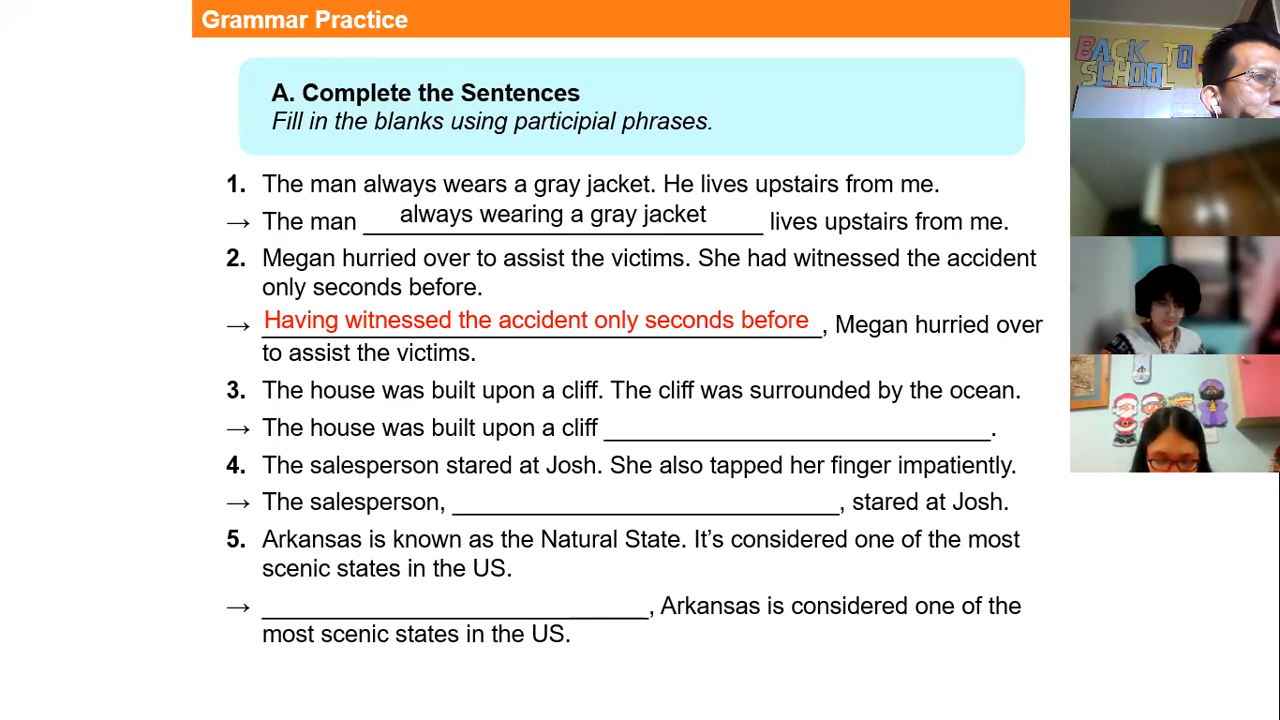 Grammar Practice
A. Complete the Sentences
Fill in the blanks using participial phrases.
1. The man always wears a gray jacket. He lives upstairs from me.
→ The man always wearing a gray jacket lives upstairs from me.
2. Megan hurried over to assist the victims. She had witnessed the accident
only seconds before.
→ Having witnessed the accident only seconds before, Megan hurried over
to assist the victims.
3. The house was built upon a cliff. The cliff was surrounded by the ocean.
→ The house was built upon a cliff ____________________.
4. The salesperson stared at Josh. She also tapped her finger impatiently.
→ The salesperson, ____________________, stared at Josh.
5. Arkansas is known as the Natural State. It’s considered one of the most
scenic states in the US.
→ ____________________, Arkansas is considered one of the
most scenic states in the US.
BACK TO
SCHOOL